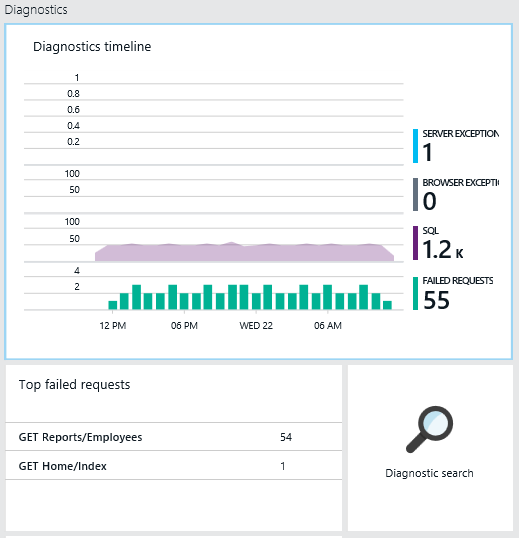 Diagnostics
Diagnostics timeline
1
0.8
0.6
0.4
0.2
100
50
100
50
4
2
12 PM 06 PM WED 22 06 AM
SERVER EXCEPTION
1
BROWSER EXCEPTI
0
SQL
1.2 K
FAILED REQUESTS
55
Top failed requests
GET Reports/Employees 54
GET Home/Index 1
Diagnostic search